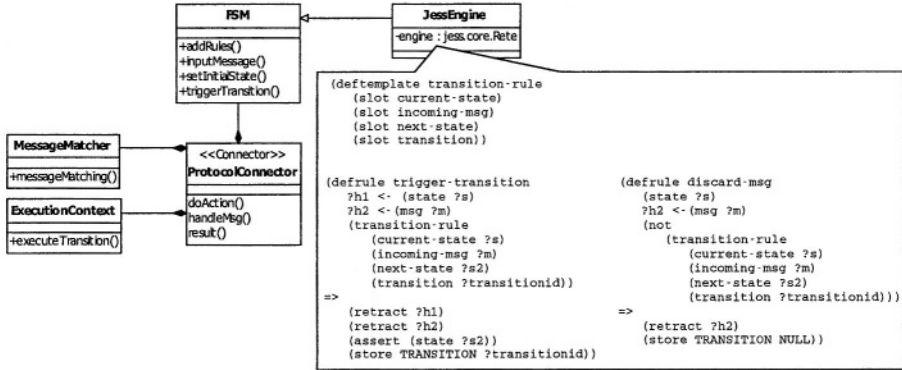 FSM
+addRules()
+inputMessage()
+setInitialState()
+triggerTransition()
JessEngine
-engine : jess.core.Rete
MessageMatcher
+messageMatching()
ExecutionContext
+executeTransition()
<<Connector>>
ProtocolConnector
doAction()
handleMsg()
result()
(deftemplate transition-rule
(slot current-state)
(slot incoming-msg)
(slot next-state)
(slot transition))
(defrule trigger-transition
?h1 <- (state ?s)
?h2 <-(msg ?m)
(transition-rule
(current-state ?s)
(incoming-msg ?m)
(next-state ?s2)
(transition ?transitionid))
=>
(retract ?h1)
(retract ?h2)
(assert (state ?s2))
(store TRANSITION ?transitionid))
(defrule discard-msg
(state ?s)
?h2 <-(msg ?m)
(not
(transition-rule
(current-state ?s)
(incoming-msg ?m)
(next-state ?s2)
(transition ?transitionid)))
=>
(retract ?h2)
(store TRANSITION NULL))